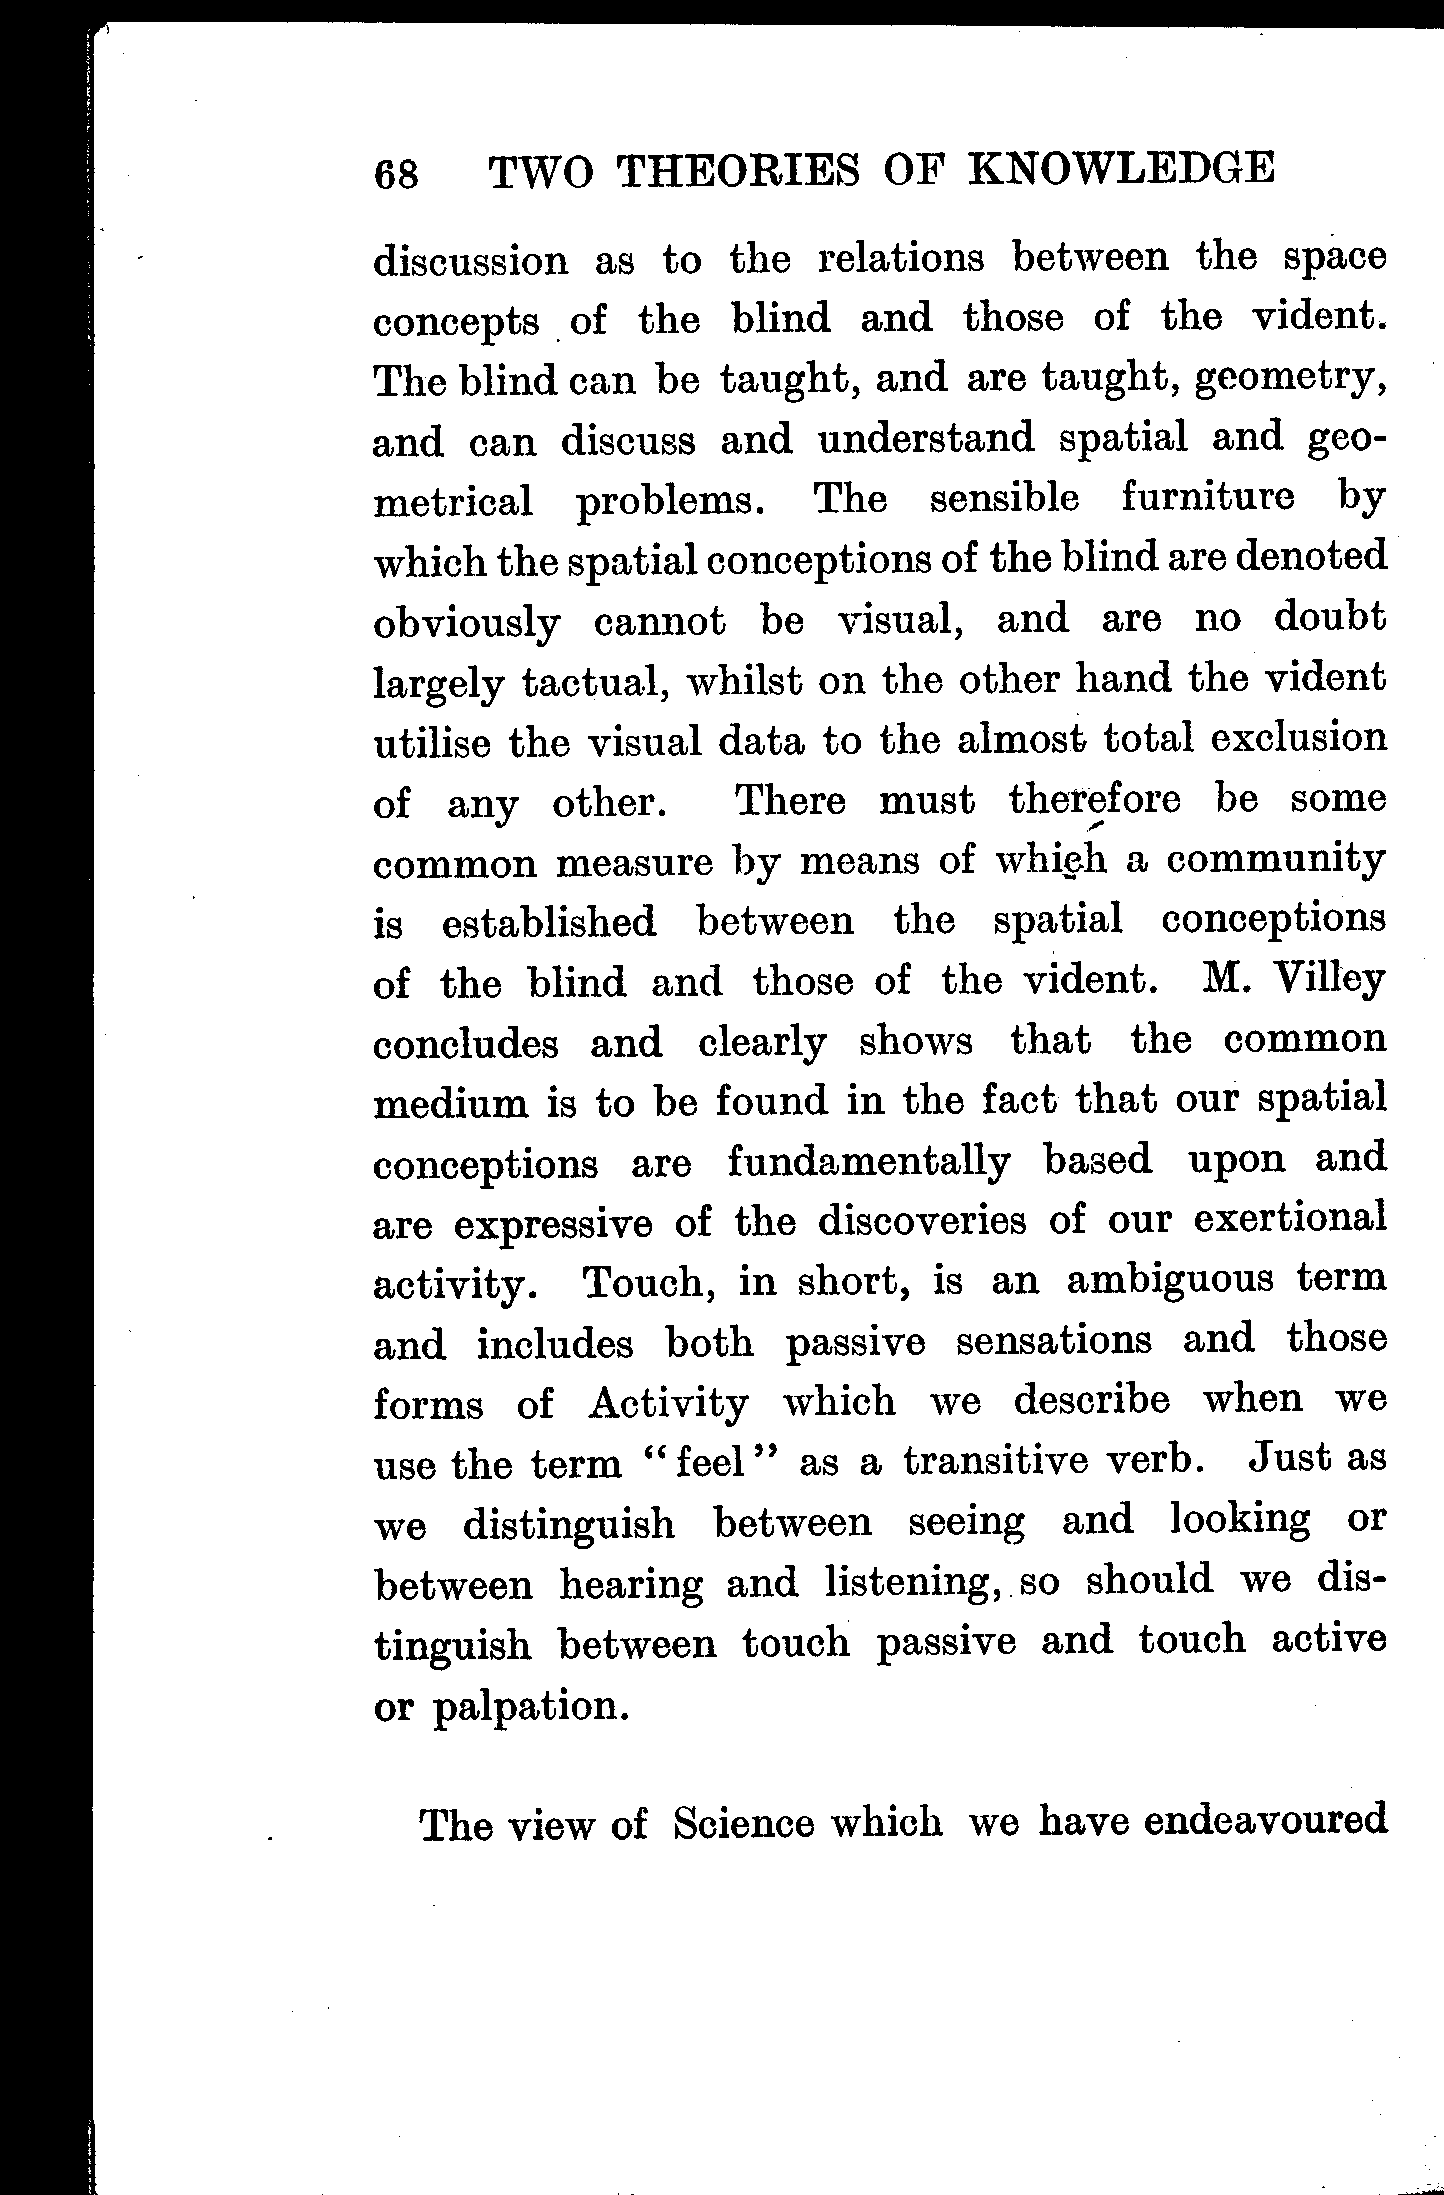 68 TWO THEORIES OF KNOWLEDGE
discussion as to the relations between the space
concepts of the blind and those of the vident.
The blind can be taught, and are taught, geometry,
and can discuss and understand spatial and geo-
metrical problems. The sensible furniture by
which the spatial conceptions of the blind are denoted
obviously cannot be visual, and are no doubt
largely tactual, whilst on the other hand the vident
utilise the visual data to the almost total exclusion
of any other. There must therefore be some
common measure by means of which a community
is established between the spatial conceptions
of the blind and those of the vident. M. Villey
concludes and clearly shows that the common
medium is to be found in the fact that our spatial
conceptions are fundamentally based upon and
are expressive of the discoveries of our exertional
activity. Touch, in short, is an ambiguous term
and includes both passive sensations and those
forms of Activity which we describe when we
use the term “feel” as a transitive verb. Just as
we distinguish between seeing and looking or
between hearing and listening, so should we dis-
tinguish between touch passive and touch active
or palpation.
The view of Science which we have endeavoured